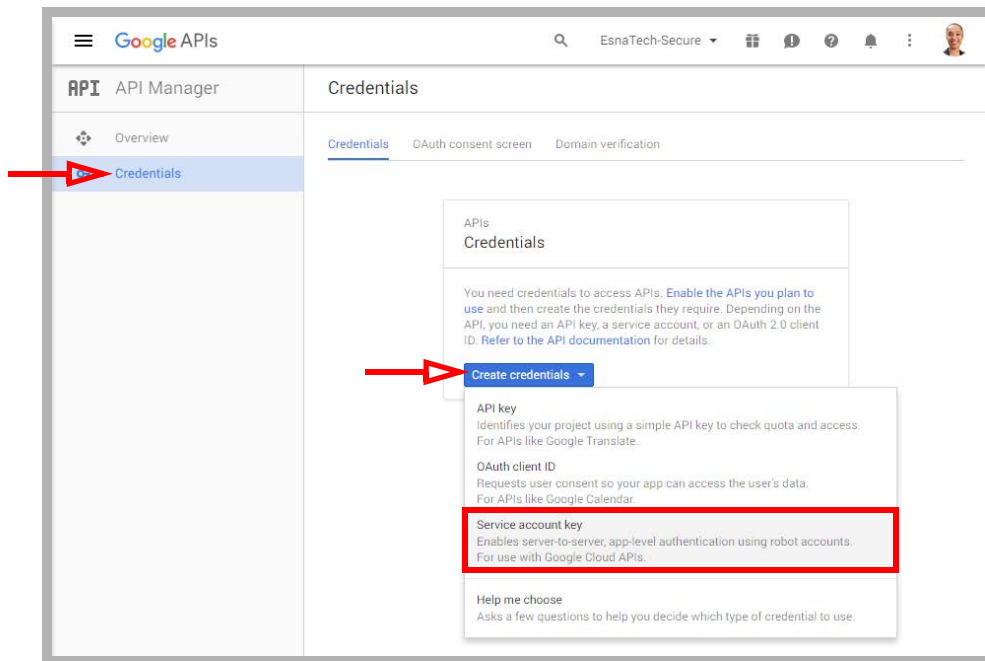 Google APIs
EsnaTech-Secure
API API Manager
Credentials
Overview
Credentials
Credentials OAuth consent screen Domain verification
APIs
Credentials
You need credentials to access APIs. Enable the APIs you plan to
use and then create the credentials they require. Depending on the
API, you need an API key, a service account, or an OAuth 2.0 client
ID. Refer to the API documentation for details.
Create credentials
API key
Identifies your project using a simple API key to check quota and access.
For APIs like Google Translate.
OAuth client ID
Requests user consent so your app can access the user's data.
For APIs like Google Calendar.
Service account key
Enables server-to-server, app-level authentication using robot accounts.
For use with Google Cloud APIs.
Help me choose
Asks a few questions to help you decide which type of credential to use.